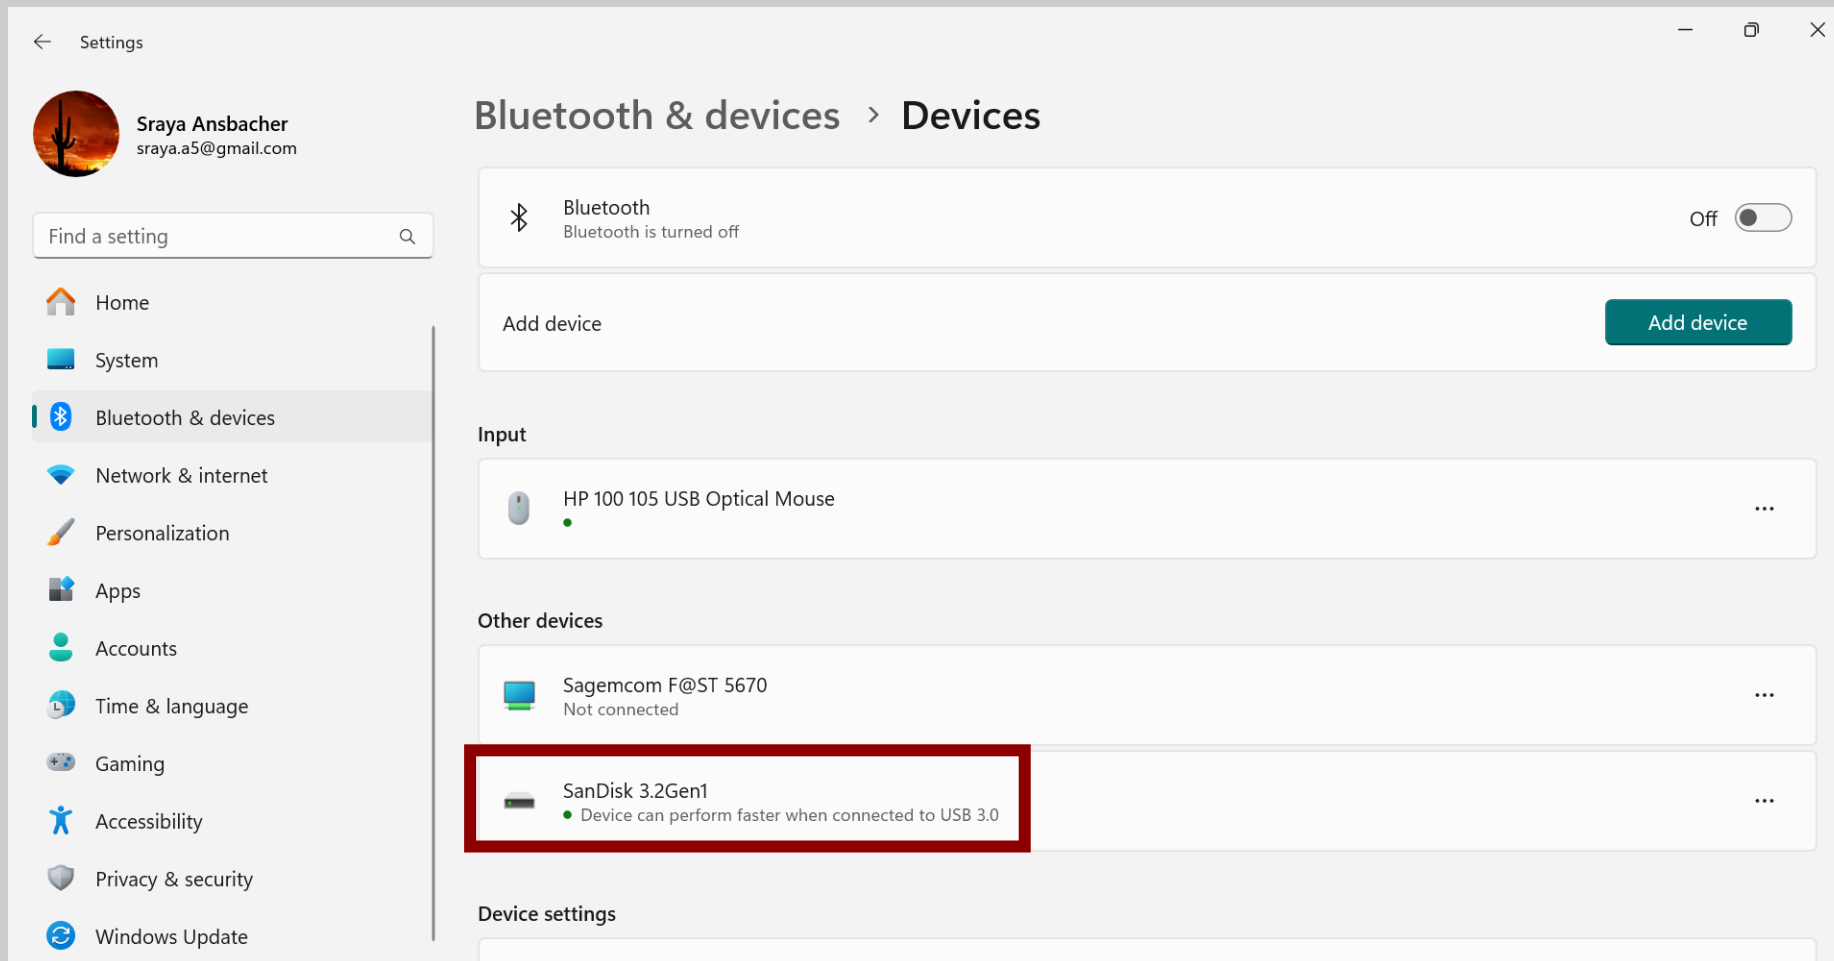 Settings
Sraya Ansbacher
sraya.a5@gmail.com
Find a setting
Home
System
Bluetooth & devices
Network & internet
Personalization
Apps
Accounts
Time & language
Gaming
Accessibility
Privacy & security
Windows Update
Bluetooth & devices > Devices
Bluetooth
Bluetooth is turned off
Off
Add device
Add device
Input
HP 100 105 USB Optical Mouse
Other devices
Sagemcom F@ST 5670
Not connected
SanDisk 3.2Gen1
Device can perform faster when connected to USB 3.0
Device settings